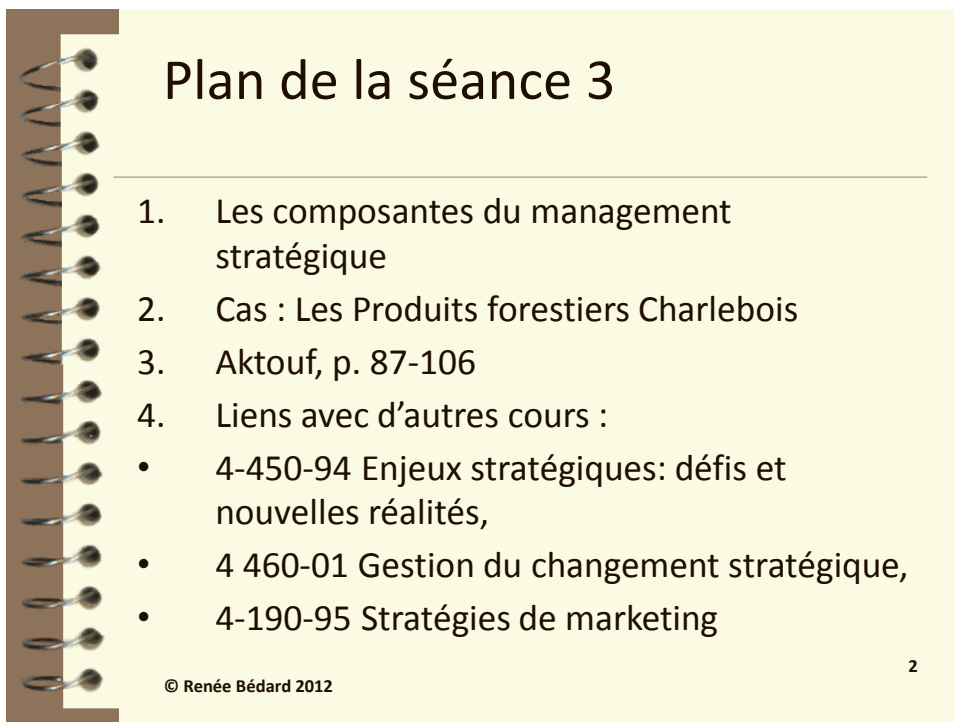 Plan de la séance 3
1. Les composantes du management
stratégique
2. Cas : Les Produits forestiers Charlebois
3. Aktouf, p. 87-106
4. Liens avec d’autres cours :
• 4-450-94 Enjeux stratégiques: défis et
nouvelles réalités,
• 4 460-01 Gestion du changement stratégique,
• 4-190-95 Stratégies de marketing
2
© Renée Bédard 2012